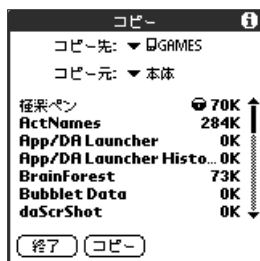 コピー
コピー先: GAMES
コピー元: 本体
極楽ペン 70K
ActNames 284K
App/DA Launcher 0K
App/DA Launcher Histo... 0K
BrainForest 73K
Bubblet Data 0K
daScrShot 0K
終了 コピー